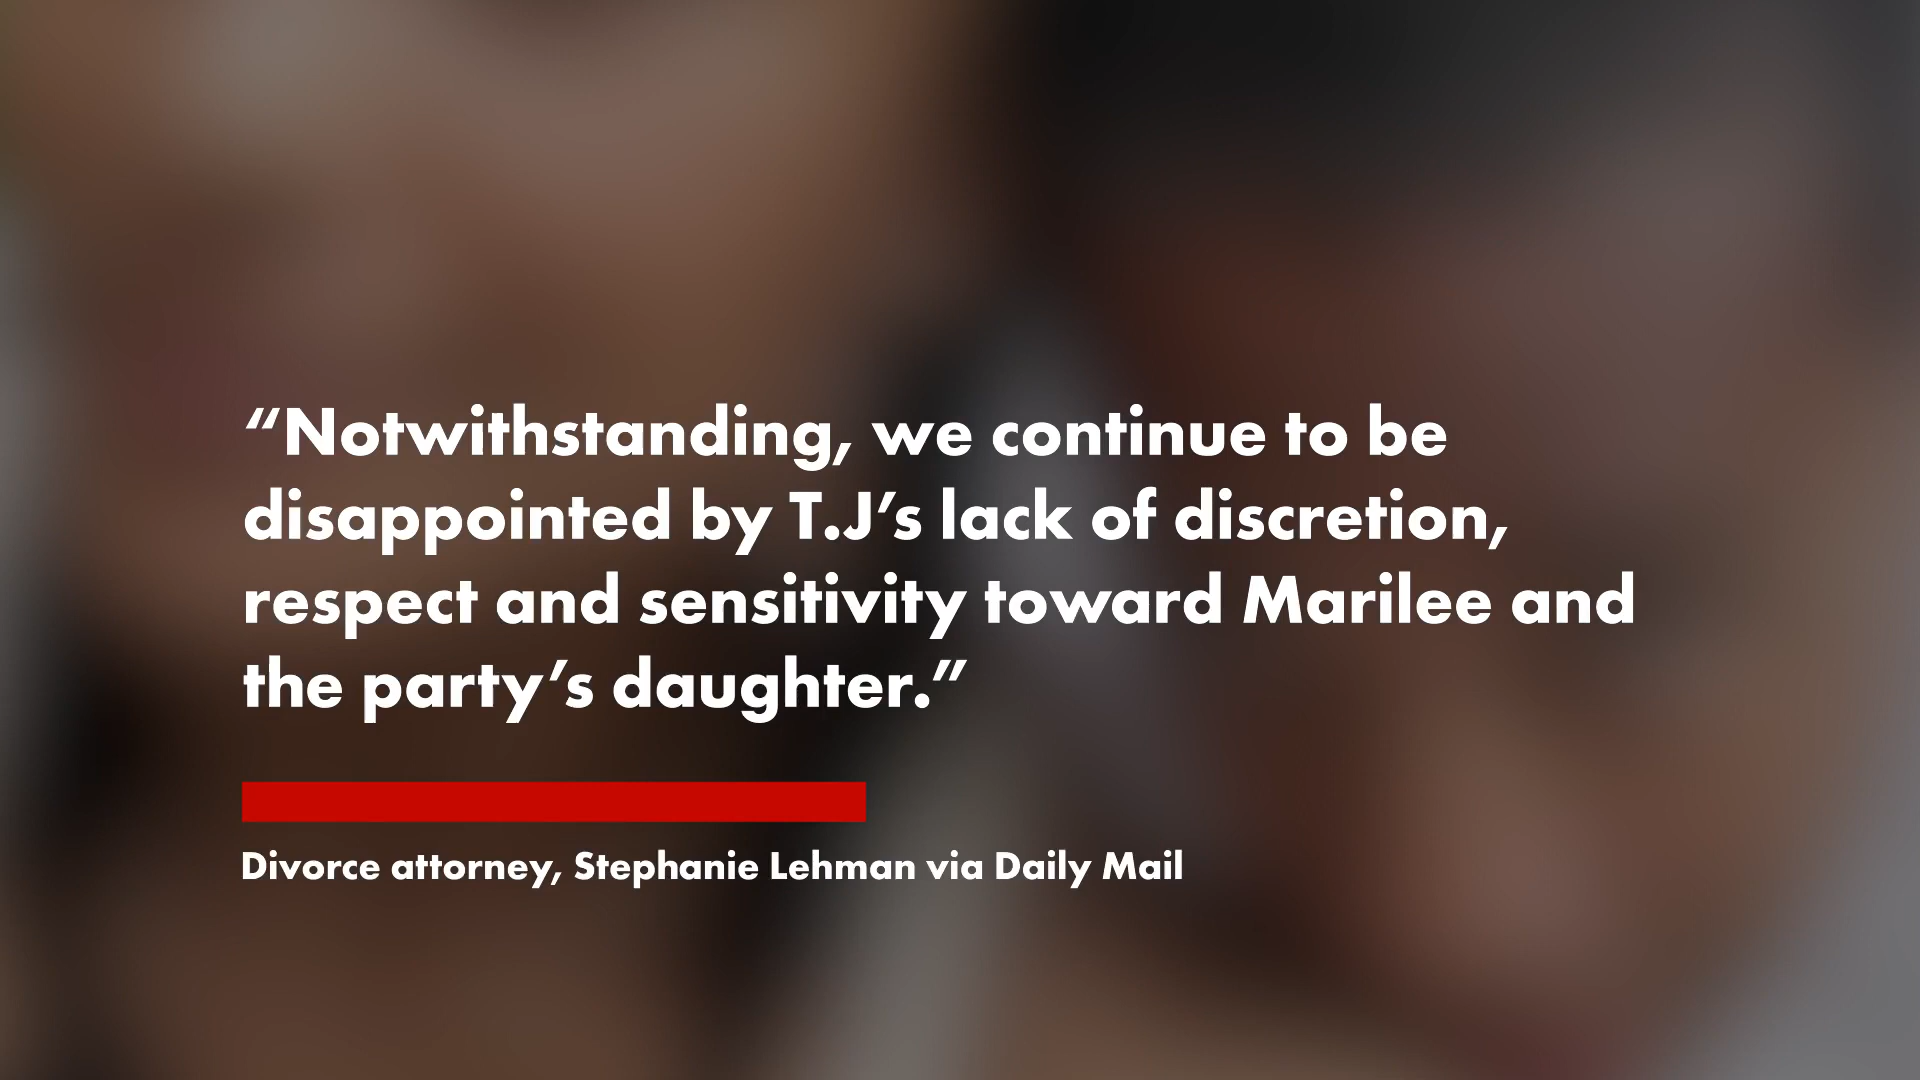 “Notwithstanding, we continue to be
disappointed by T.J’s lack of discretion,
respect and sensitivity toward Marilee and
the party’s daughter.”
Divorce attorney, Stephanie Lehman via Daily Mail